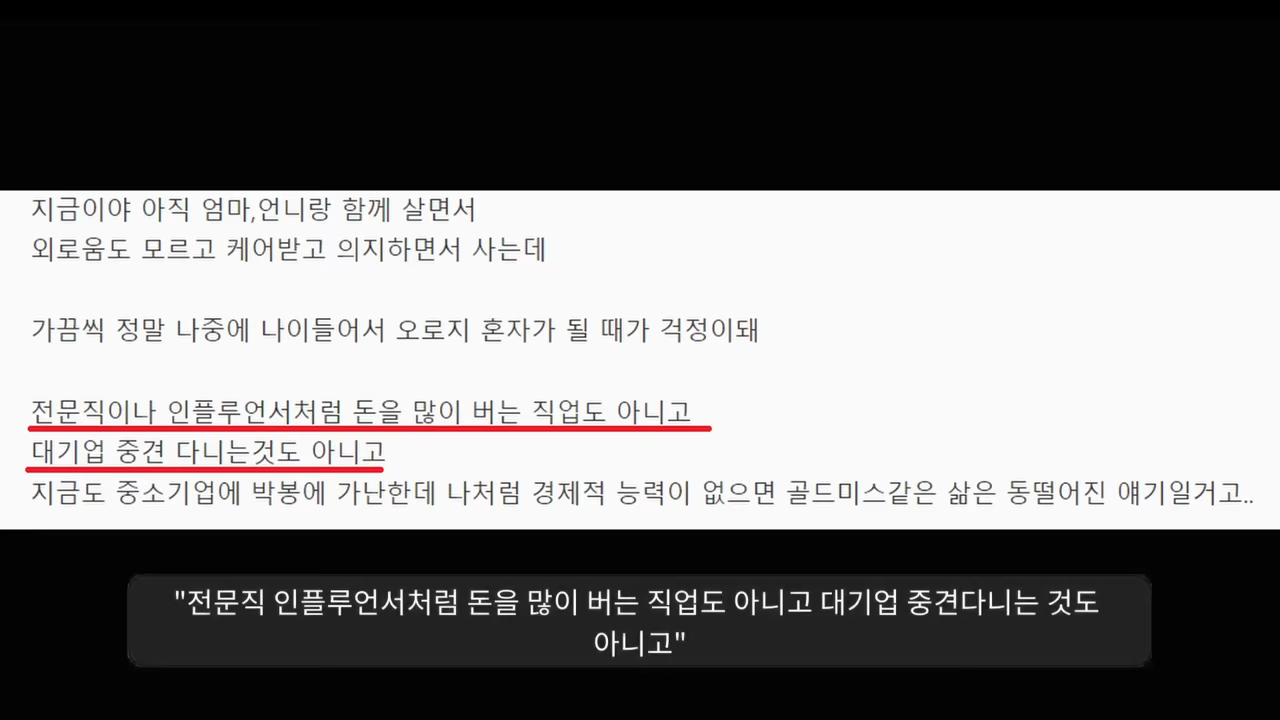 지금이야 아직 엄마,언니랑 함께 살면서
외로움도 모르고 케어받고 의지하면서 사는데
가끔씩 정말 나중에 나이들어서 오로지 혼자가 될 때가 걱정이돼
전문직이나 인플루언서처럼 돈을 많이 버는 직업도 아니고
대기업 중견 다니는것도 아니고
지금도 중소기업에 박봉에 가난한데 나처럼 경제적 능력이 없으면 골드미스같은 삶은 동떨어진 얘기일거고..
"전문직 인플루언서처럼 돈을 많이 버는 직업도 아니고 대기업 중견다니는 것도
아니고"